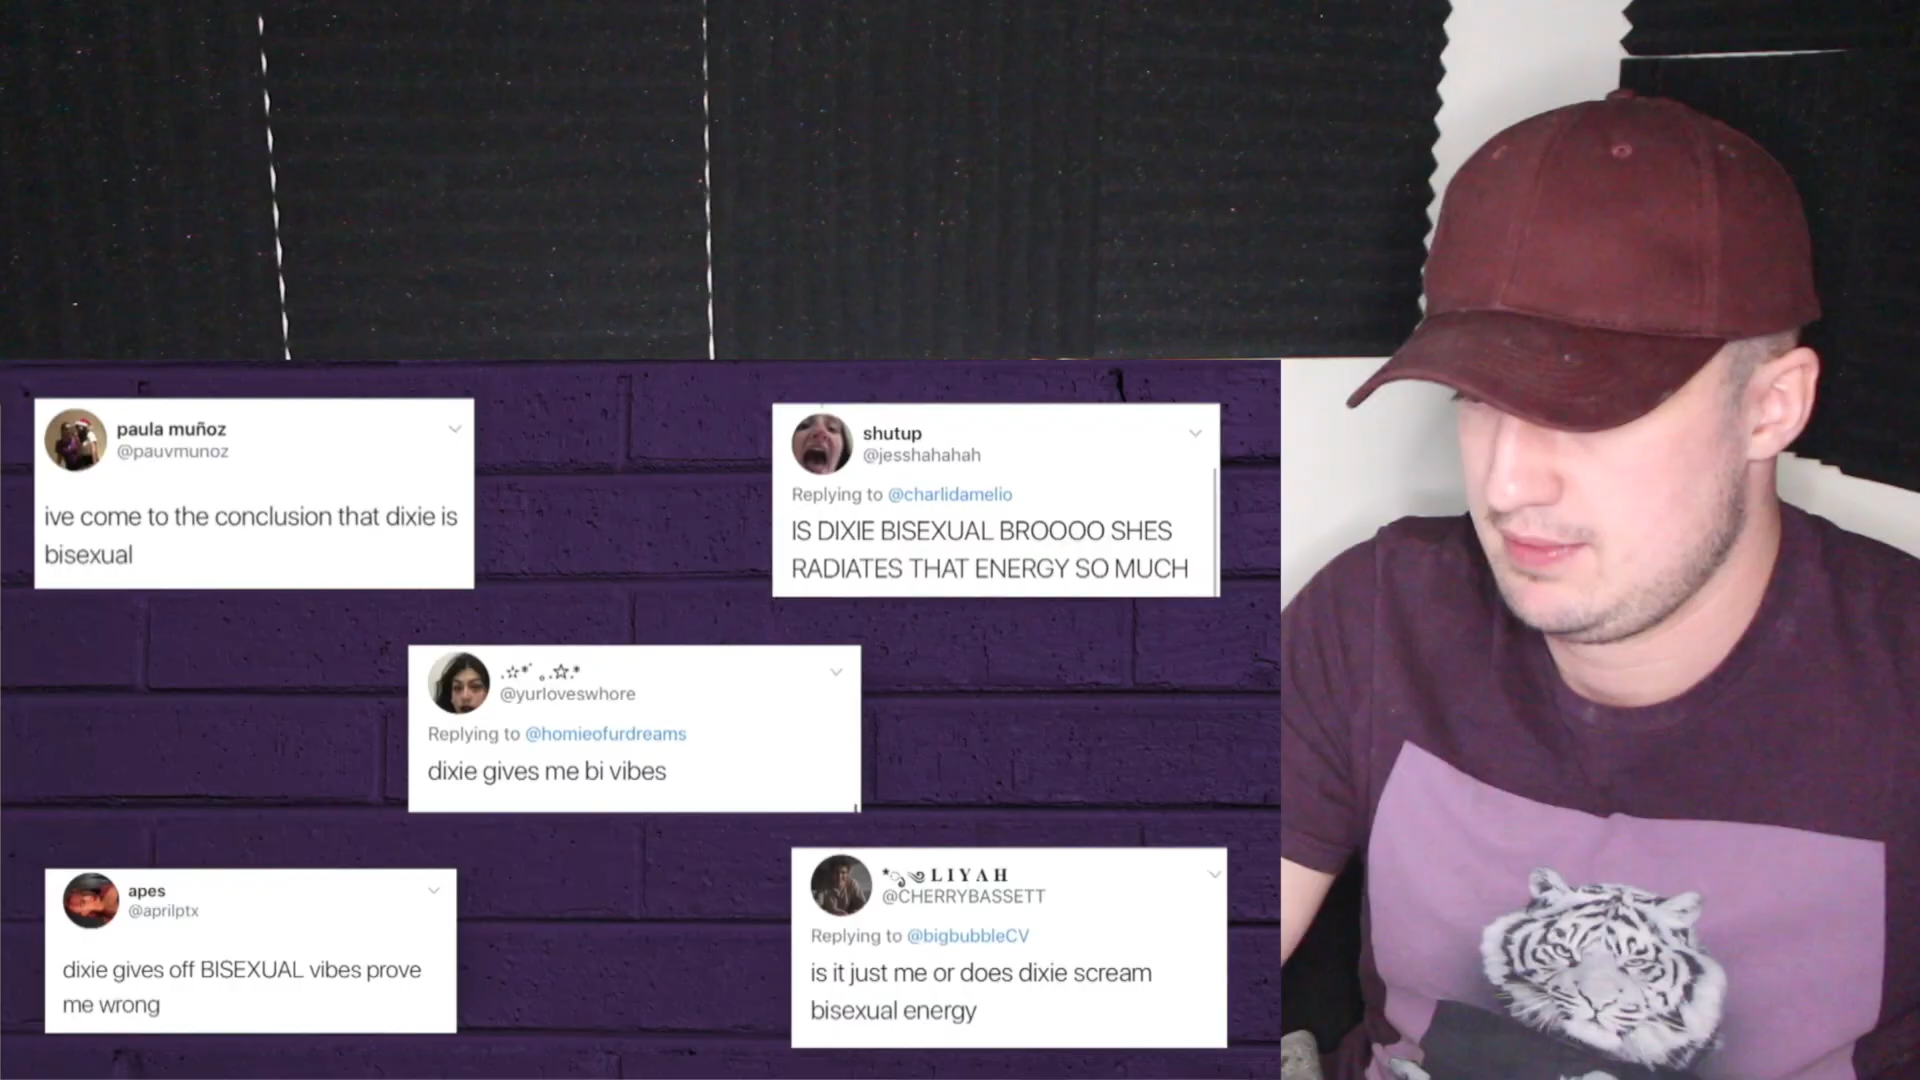 paula muñoz
@pauvmunoz
ive come to the conclusion that dixie is
bisexual
shutup
@jesshahahah
Replying to @charlidamelio
IS DIXIE BISEXUAL BROOOO SHES
RADIATES THAT ENERGY SO MUCH
.☆*˙ ｡.☆.*
@yurloveswhore
Replying to @homieofurdreams
dixie gives me bi vibes
apes
@aprilptx
dixie gives off BISEXUAL vibes prove
me wrong
*ೃ༄ L I Y A H
@CHERRYBASSETT
Replying to @bigbubbleCV
is it just me or does dixie scream
bisexual energy